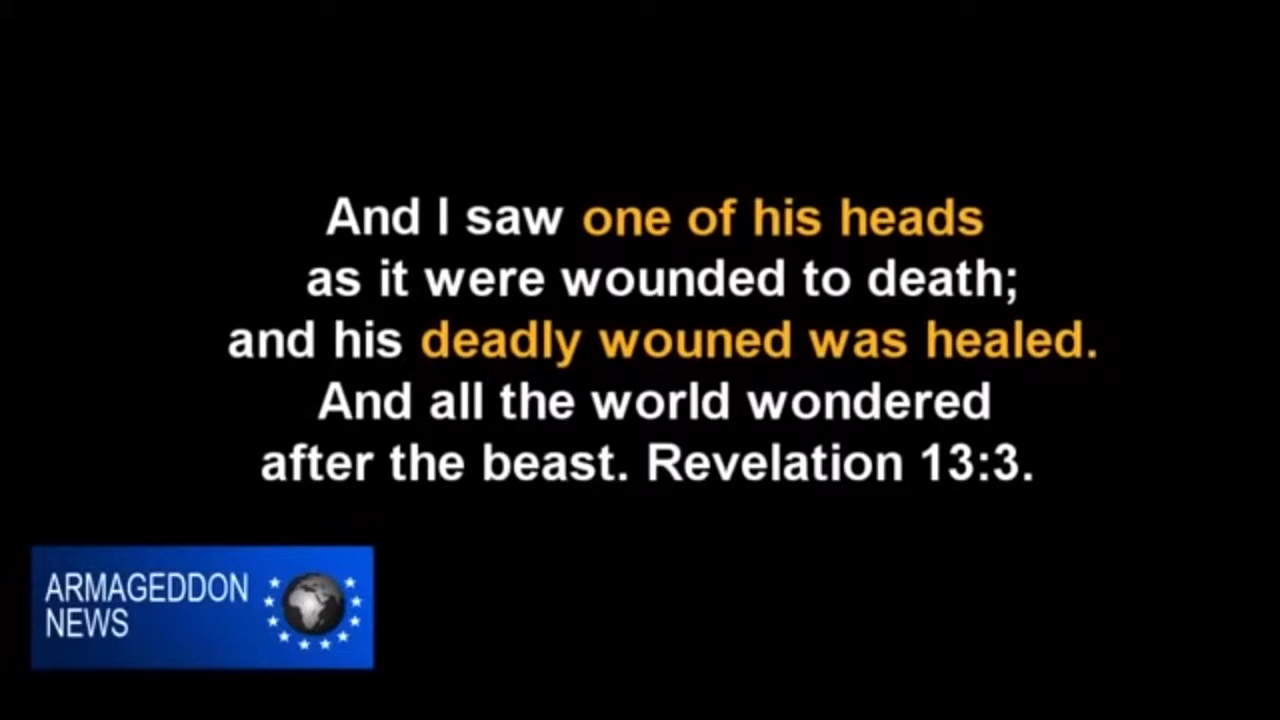 And I saw one of his heads
as it were wounded to death;
and his deadly wouned was healed.
And all the world wondered
after the beast. Revelation 13:3.
ARMAGEDDON
NEWS